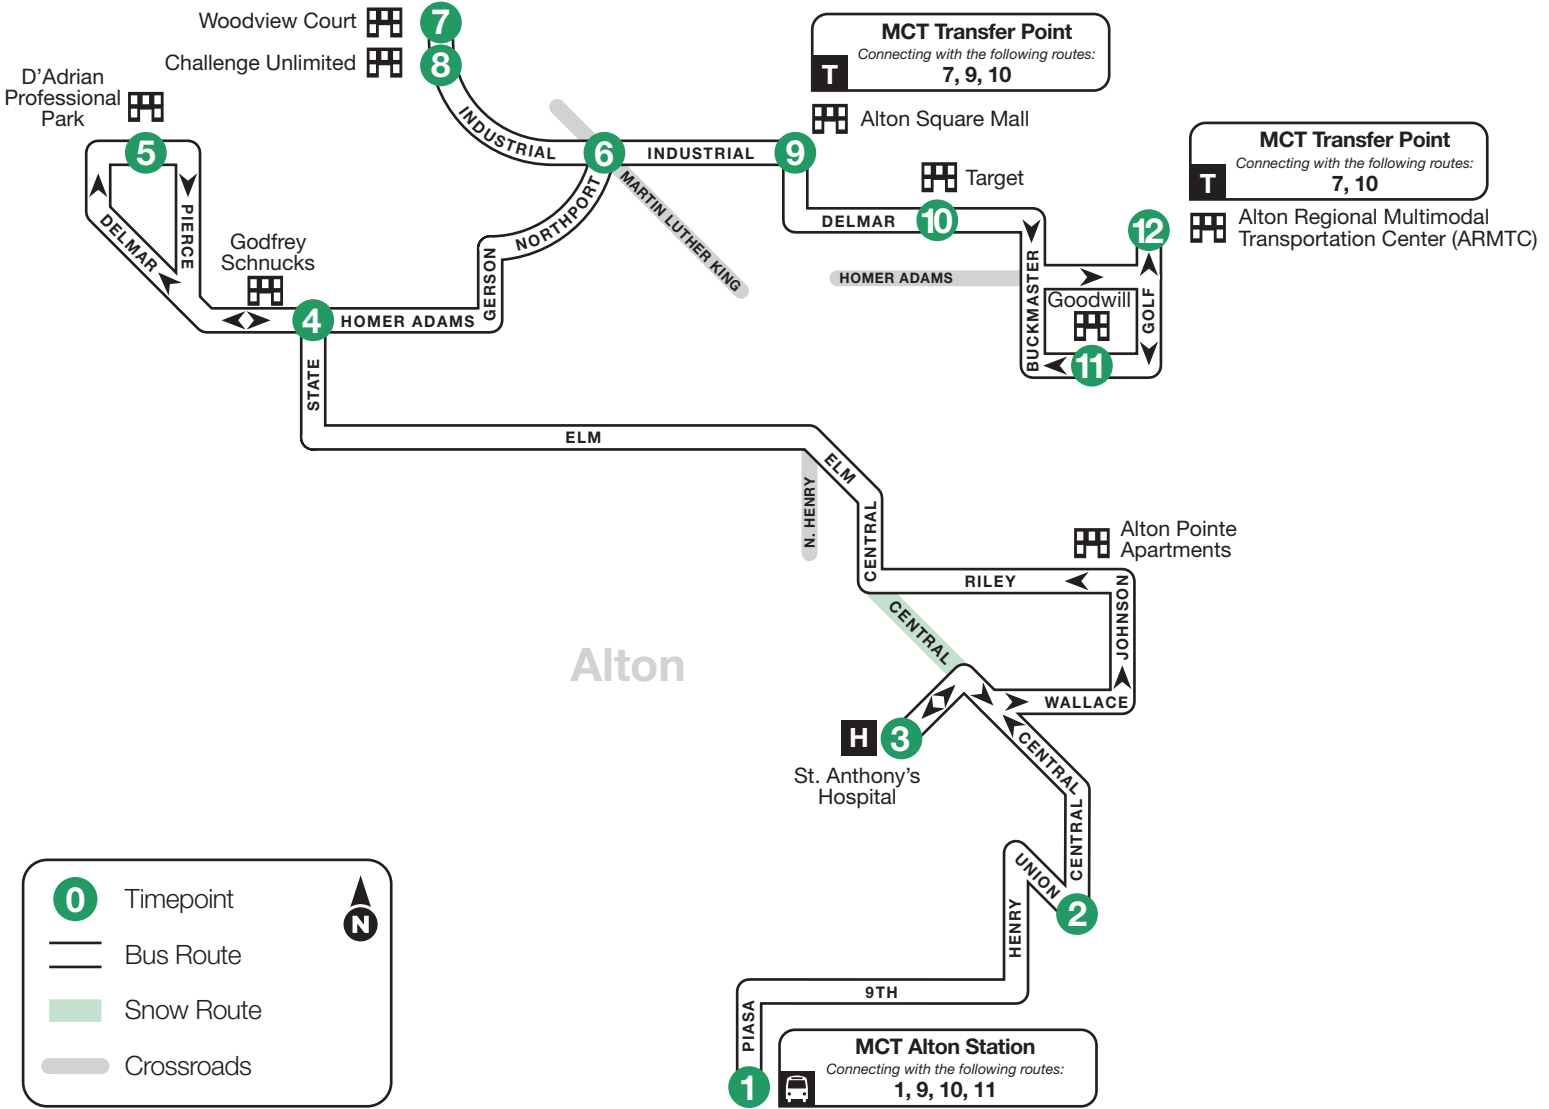 Woodview Court
7
Challenge Unlimited
8
MCT Transfer Point
Connecting with the following routes:
7, 9, 10
T
D'Adrian
Professional
Park
5
INDUSTRIAL
6
INDUSTRIAL
9
Alton Square Mall
MCT Transfer Point
Connecting with the following routes:
7, 10
T
Target
10
DELMAR
12
Alton Regional Multimodal
Transportation Center (ARMTC)
MARTIN LUTHER KING
NORTHPORT
PIERCE
DELMAR
Godfrey
Schnucks
4
HOMER ADAMS
GERSON
HOMER ADAMS
BUCKMASTER
Goodwill
GOLF
11
STATE
ELM
ELM
N. HENRY
CENTRAL
Alton Pointe
Apartments
RILEY
JOHNSON
CENTRAL
Alton
WALLACE
H
3
St. Anthony's
Hospital
CENTRAL
CENTRAL
UNION
2
HENRY
9TH
PIASA
1
MCT Alton Station
Connecting with the following routes:
1, 9, 10, 11
0
Timepoint
N
Bus Route
Snow Route
Crossroads